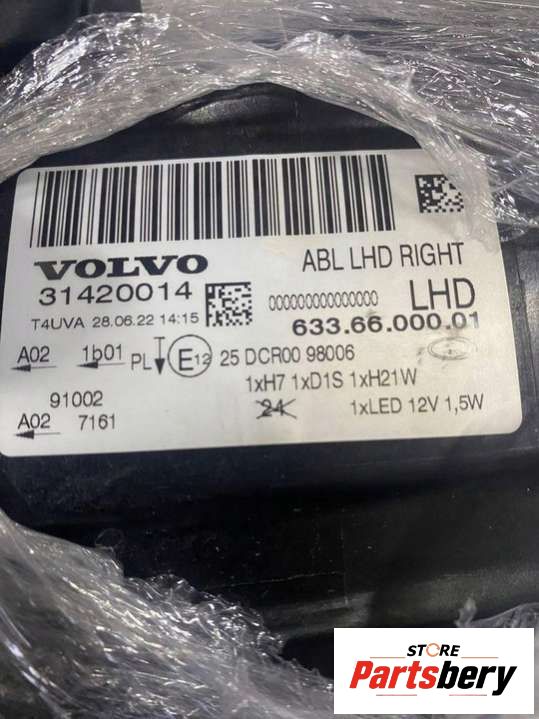 VOLVO
ABL LHD RIGHT
31420014
000000000000000 LHD
T4UVA 28.06.22 14:15
633.66.000.01
A02 1b01 PL E12 25 DCR00 98006
1xH7 1xD1S 1xH21W
91002
24 1xLED 12V 1,5W
A02 7161
STORE
Partsbery